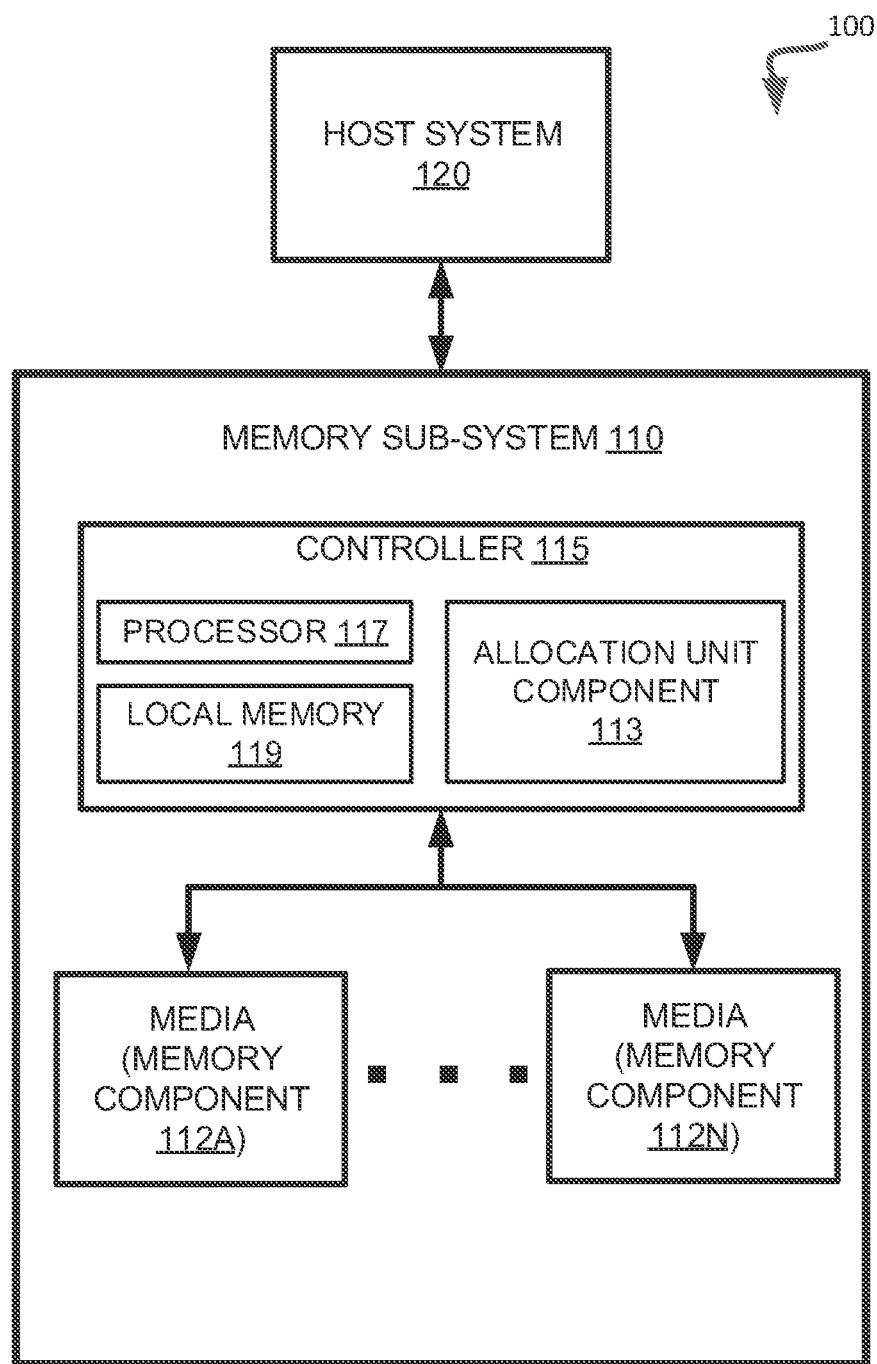 100
HOST SYSTEM
120
MEMORY SUB-SYSTEM 110
CONTROLLER 115
PROCESSOR 117
LOCAL MEMORY
119
ALLOCATION UNIT
COMPONENT
113
MEDIA
(MEMORY
COMPONENT
112A)
MEDIA
(MEMORY
COMPONENT
112N)